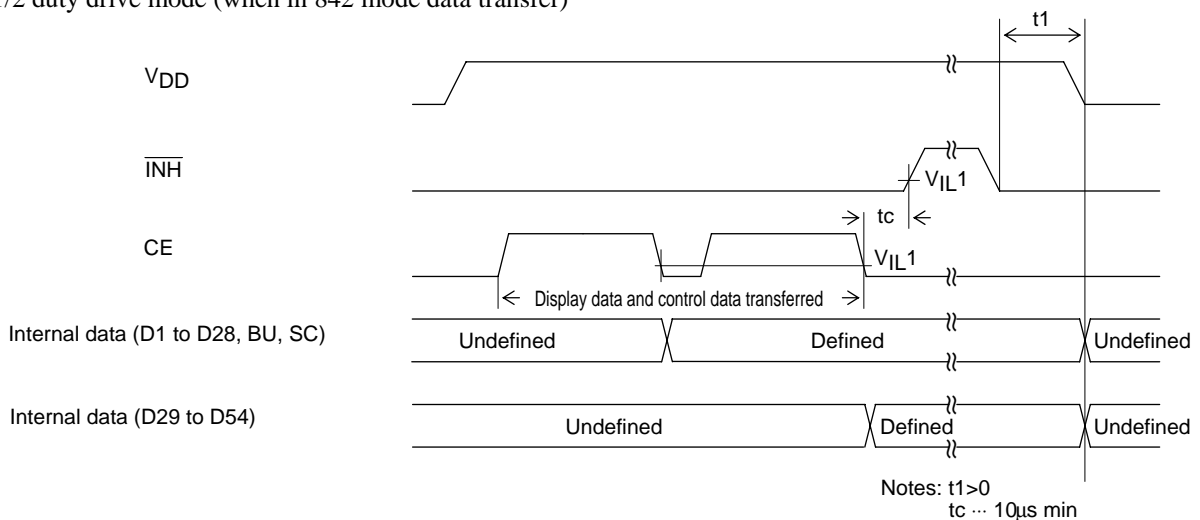 1/2 duty drive mode (when in 842 mode data transfer)
t1
VDD
INH
VIL1
tc
CE
VIL1
Display data and control data transferred
Internal data (D1 to D28, BU, SC)
Undefined
Defined
Undefined
Internal data (D29 to D54)
Undefined
Defined
Undefined
Notes: t1>0
tc ··· 10μs min